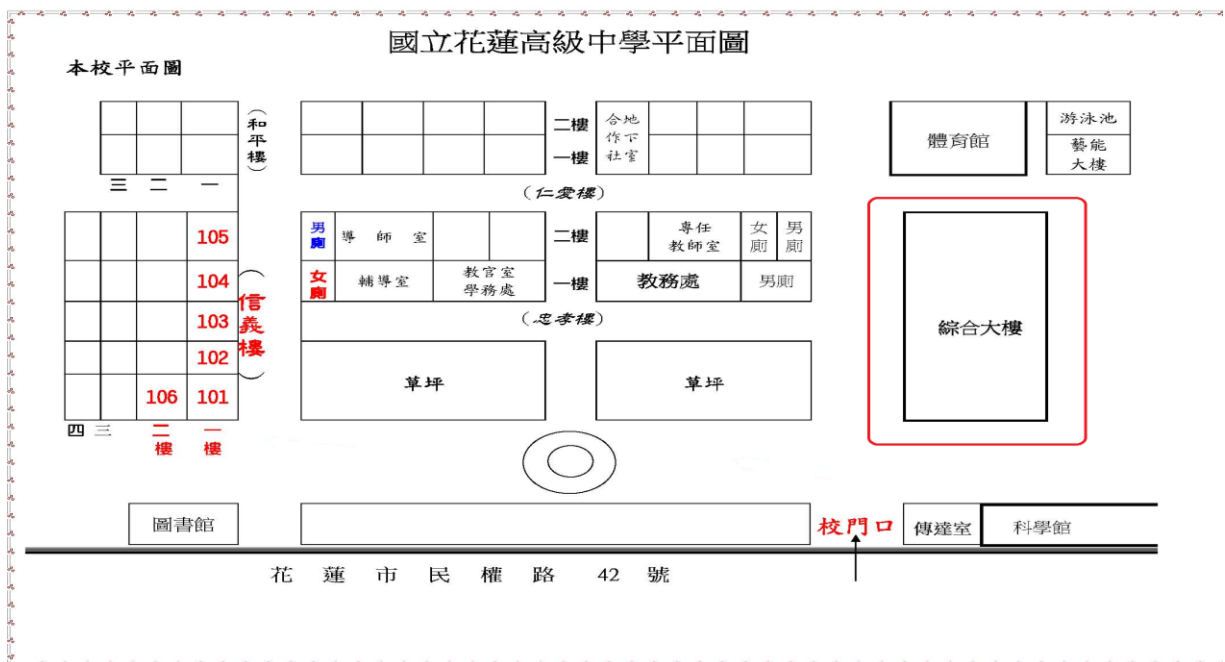 國立花蓮高級中學平面圖
本校平面圖
(和平樓)
三 二 一
二樓
一樓
合作社
地下室
(仁愛樓)
體育館
游泳池
藝能
大樓
105
104
103
102
106 101
(信義樓)
四 三 二樓 一樓
男廁
導師室
二樓
專任
教師室
女廁
男廁
女廁
輔導室
教官室
學務處
一樓
教務處
男廁
(忠孝樓)
綜合大樓
草坪
草坪
圖書館
校門口
傳達室
科學館
花蓮市民權路 42 號